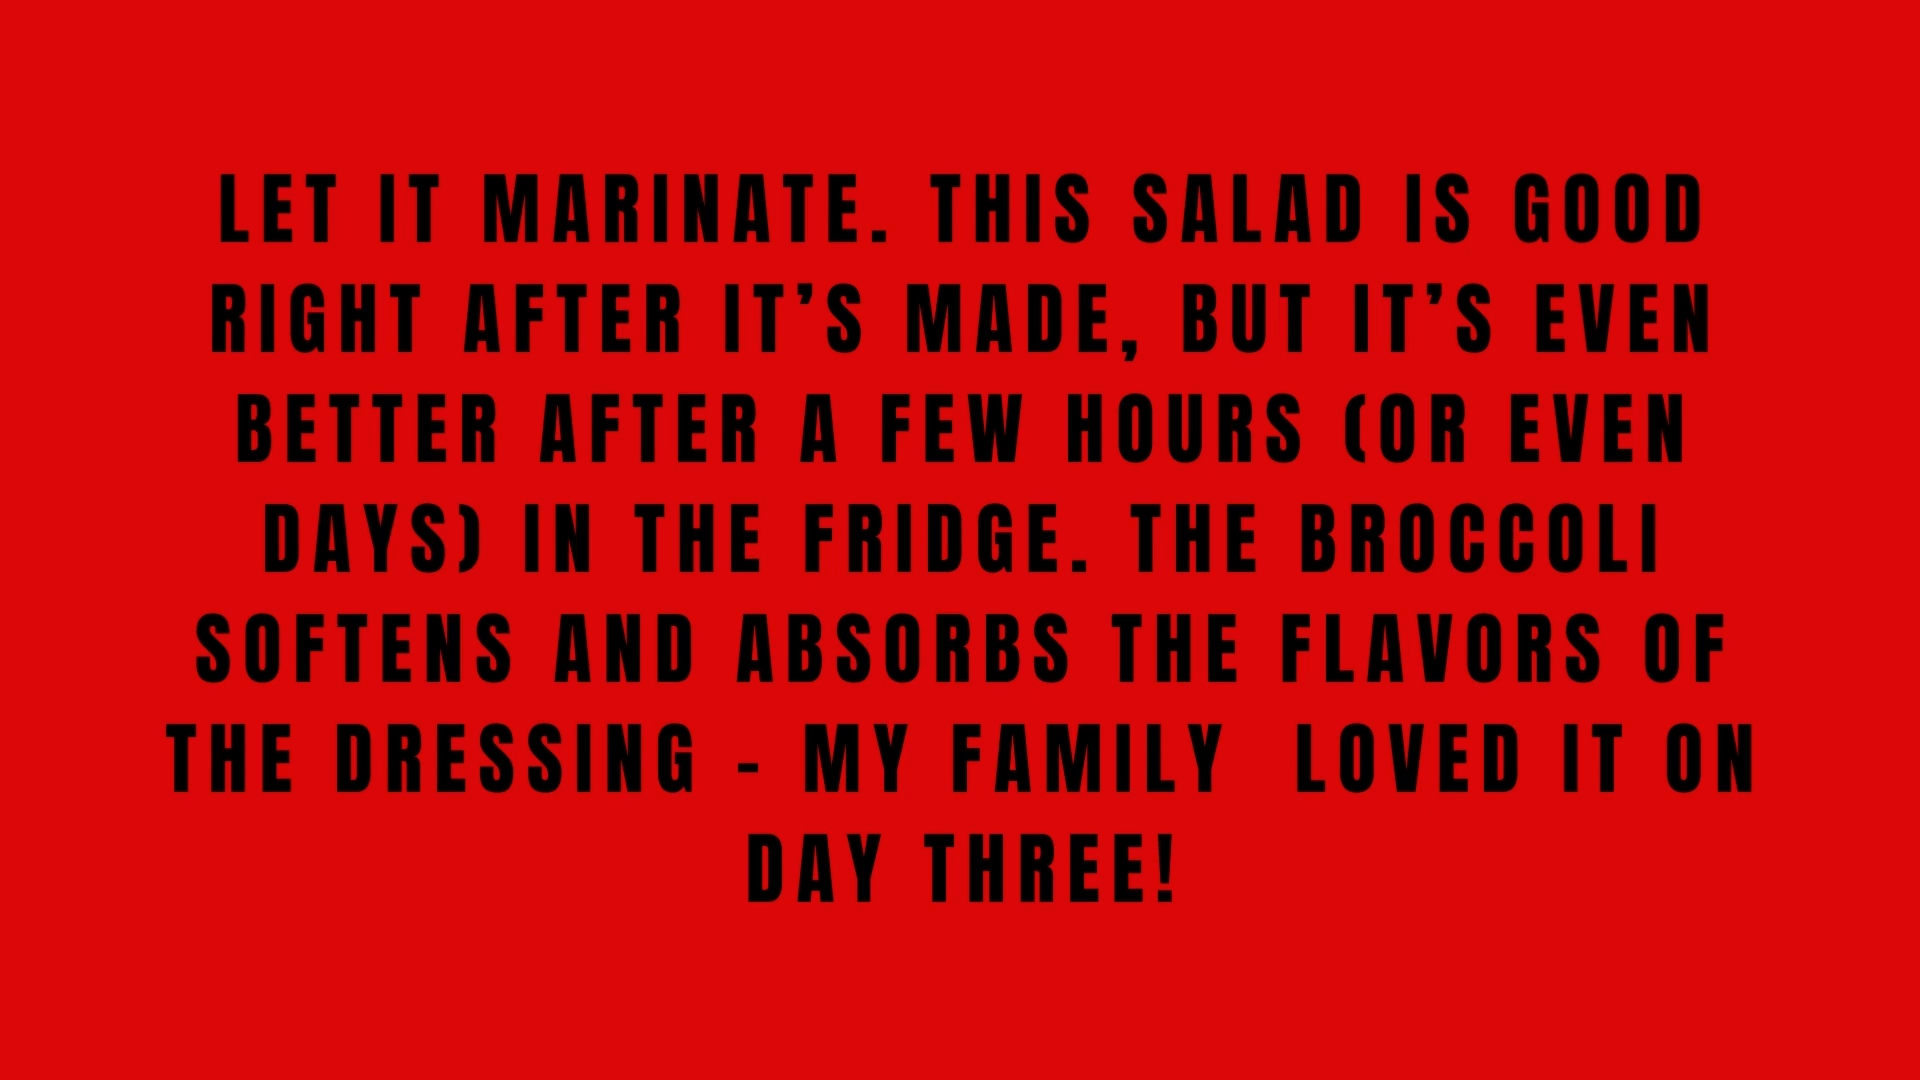 LET IT MARINATE. THIS SALAD IS GOOD
RIGHT AFTER IT’S MADE, BUT IT’S EVEN
BETTER AFTER A FEW HOURS (OR EVEN
DAYS) IN THE FRIDGE. THE BROCCOLI
SOFTENS AND ABSORBS THE FLAVORS OF
THE DRESSING - MY FAMILY  LOVED IT ON
DAY THREE!